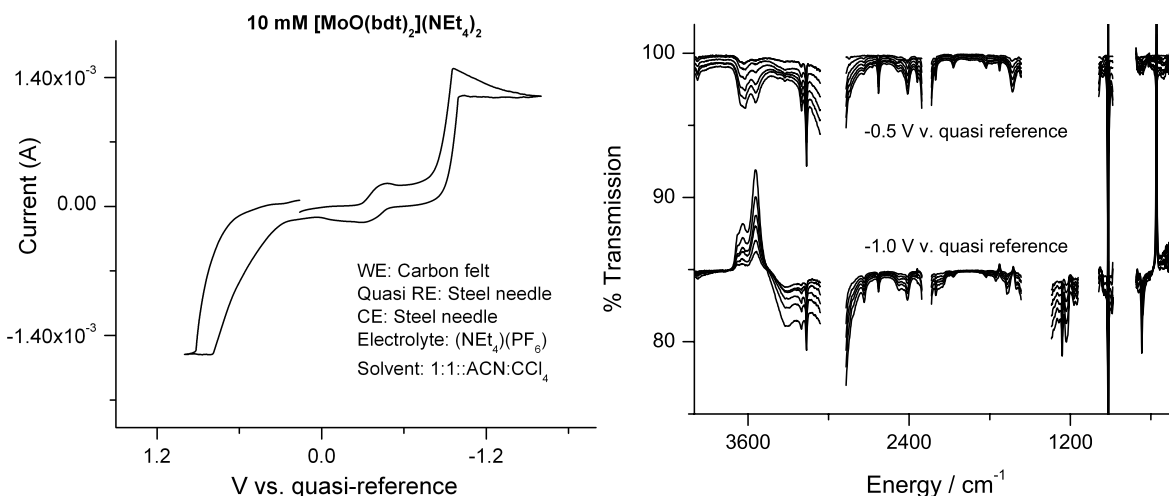 10 mM [MoO(bdt)₂](NEt₄)₂
1.40x10⁻³
0.00
-1.40x10⁻³
Current (A)
WE: Carbon felt
Quasi RE: Steel needle
CE: Steel needle
Electrolyte: (NEt₄)(PF₆)
Solvent: 1:1::ACN:CCl₄
1.2
0.0
-1.2
V vs. quasi-reference
100
90
80
% Transmission
-0.5 V v. quasi reference
-1.0 V v. quasi reference
3600
2400
1200
Energy / cm⁻¹